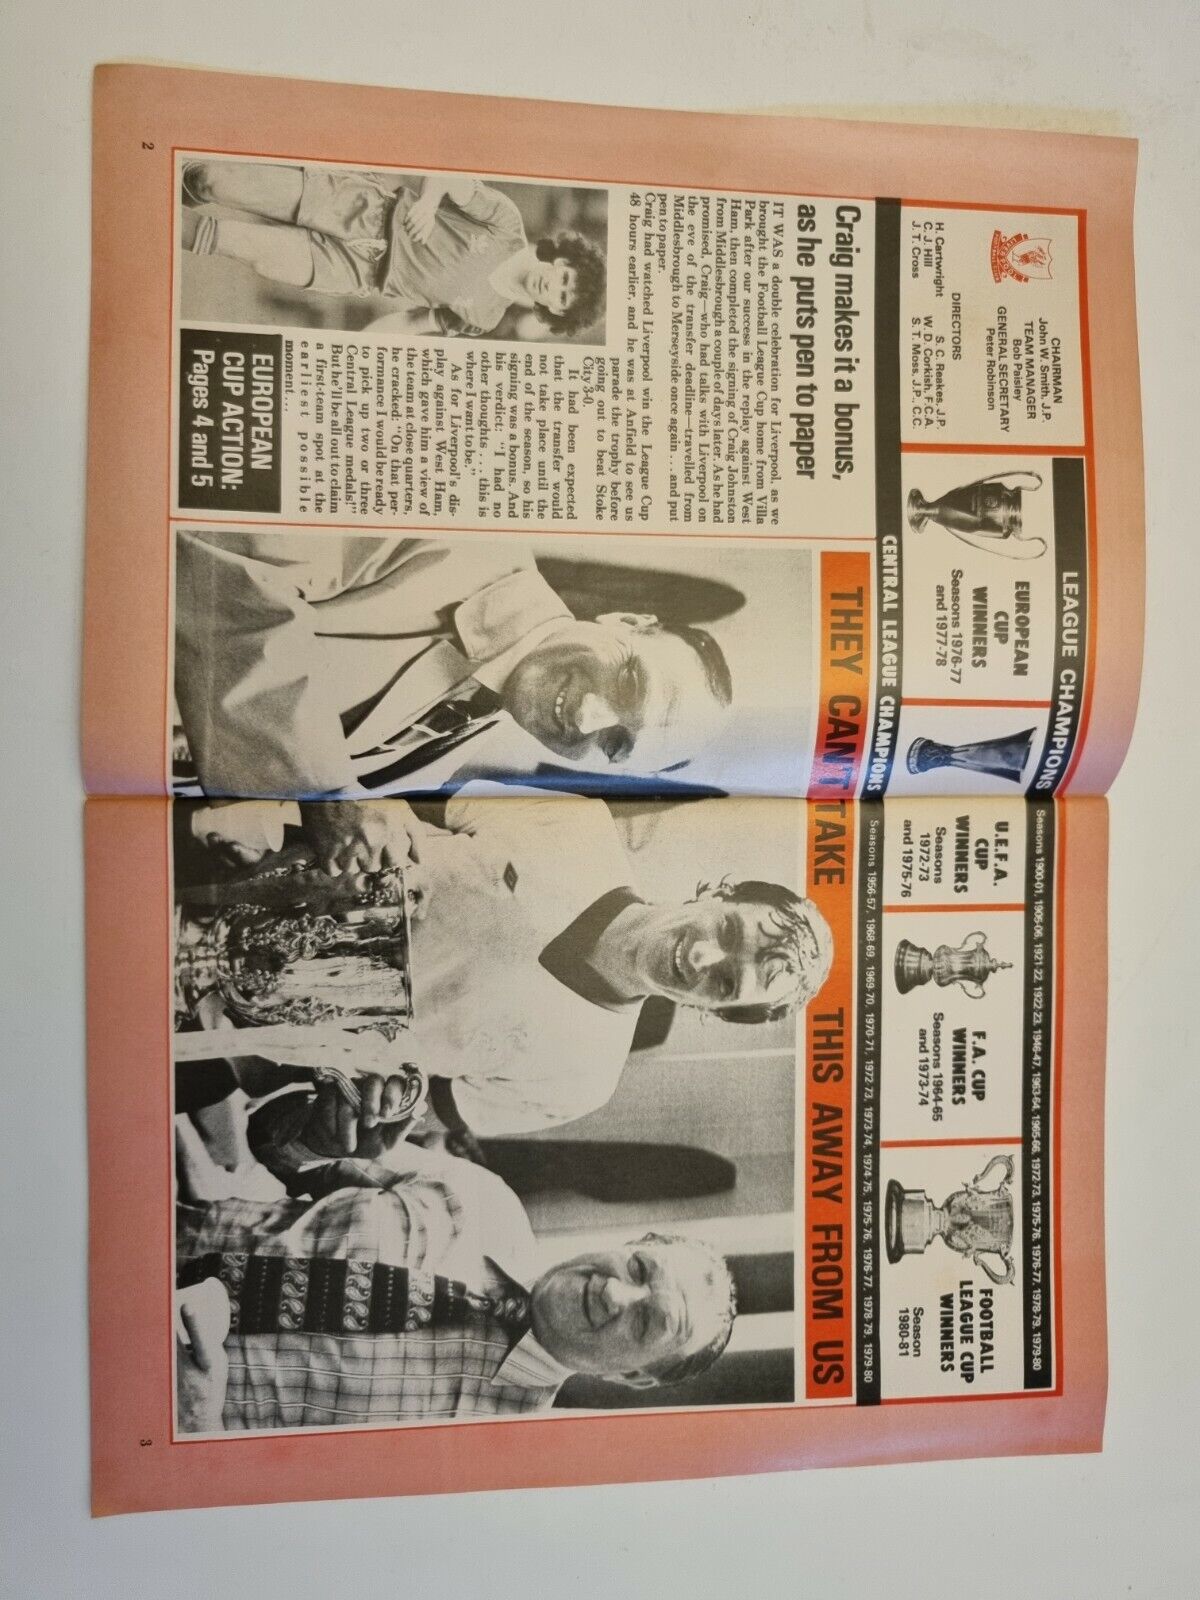 CHAIRMAN
John W. Smith, J.P.
TEAM MANAGER
Bob Paisley
GENERAL SECRETARY
Peter Robinson
DIRECTORS
H. Cartwright S. C. Reakes, J.P.
C. J. Hill W. D. Corkish, F.C.A.
J. T. Cross S. T. Moss, J.P., C.C.
LEAGUE CHAMPIONS
Seasons 1900-01, 1905-06, 1921-22, 1922-23, 1946-47, 1963-64, 1965-66, 1972-73, 1975-76, 1976-77, 1978-79, 1979-80
EUROPEAN
CUP
WINNERS
Seasons 1976-77
and 1977-78
U.E.F.A.
CUP
WINNERS
Seasons
1972-73
and 1975-76
F.A. CUP
WINNERS
Seasons 1964-65
and 1973-74
FOOTBALL
LEAGUE CUP
WINNERS
Season
1980-81
CENTRAL LEAGUE CHAMPIONS
Seasons 1956-57, 1968-69, 1969-70, 1970-71, 1972-73, 1973-74, 1974-75, 1975-76, 1976-77, 1978-79, 1979-80
Craig makes it a bonus,
as he puts pen to paper
IT WAS a double celebration for Liverpool, as we
brought the Football League Cup home from Villa
Park after our success in the replay against West
Ham, then completed the signing of Craig Johnston
from Middlesbrough a couple of days later. As he had
promised, Craig—who had talks with Liverpool on
the eve of the transfer deadline—travelled from
Middlesbrough to Merseyside once again . . . and put
pen to paper.
Craig had watched Liverpool win the League Cup
48 hours earlier, and he was at Anfield to see us
parade the trophy before
going out to beat Stoke
City 3-0.
It had been expected
that the transfer would
not take place until the
end of the season, so his
signing was a bonus. And
his verdict: "I had no
other thoughts . . . this is
where I want to be."
As for Liverpool's dis-
play against West Ham,
which gave him a view of
the team at close quarters,
he cracked: "On that per-
formance I would be ready
to pick up two or three
Central League medals!"
But he'll be all out to claim
a first-team spot at the
earliest possible
moment . . .
EUROPEAN
CUP ACTION:
Pages 4 and 5
2
THEY CAN'T TAKE THIS AWAY FROM US
3